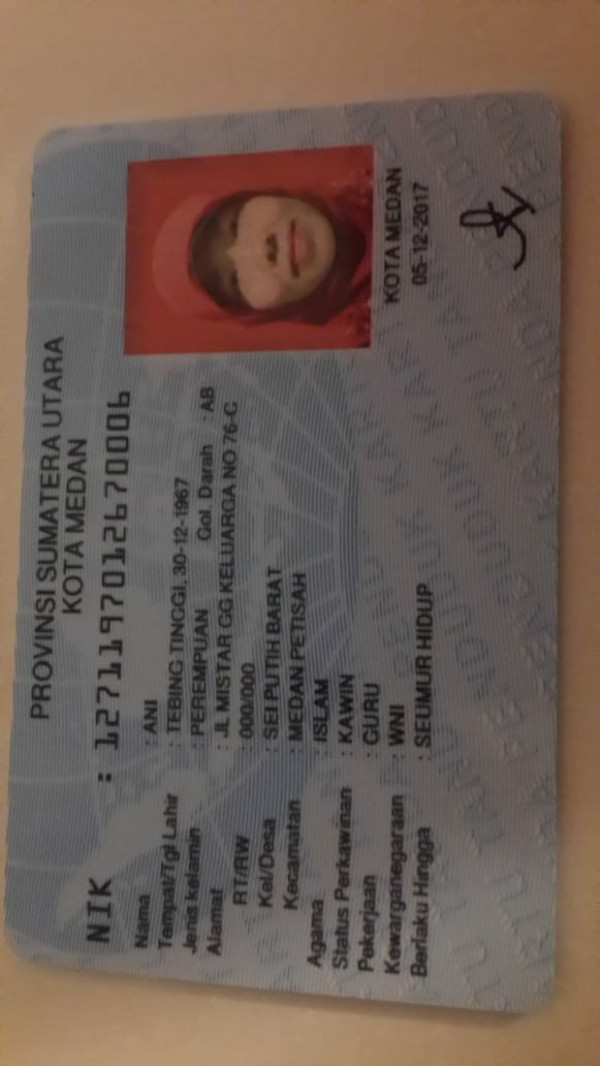 PROVINSI SUMATERA UTARA
KOTA MEDAN
NIK : 1271197012670006
Nama : ANI
Tempat/Tgl Lahir : TEBING TINGGI, 30-12-1967
Jenis kelamin : PEREMPUAN Gol. Darah : AB
Alamat : JL MISTAR GG KELUARGA NO 76-C
RT/RW : 000/000
Kel/Desa : SEI PUTIH BARAT
Kecamatan : MEDAN PETISAH
Agama : ISLAM
Status Perkawinan : KAWIN
Pekerjaan : GURU
Kewarganegaraan : WNI
Berlaku Hingga : SEUMUR HIDUP
KOTA MEDAN
05-12-2017